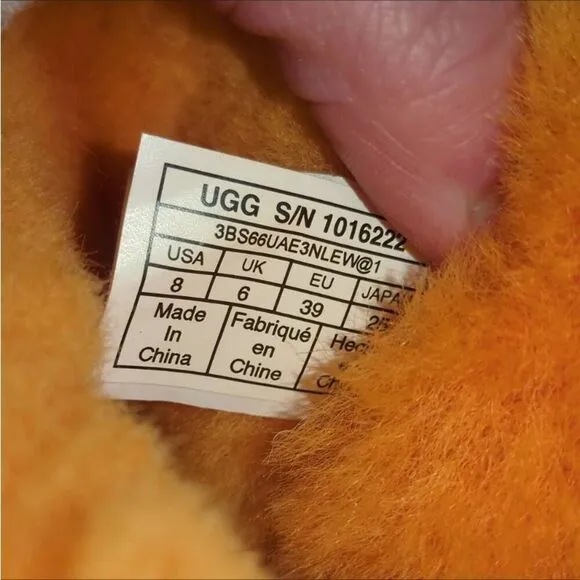 UGG S/N 1016222
3BS66UAE3NLEW@1
USA UK EU
8 6 39
Made In China
Fabriqué en Chine